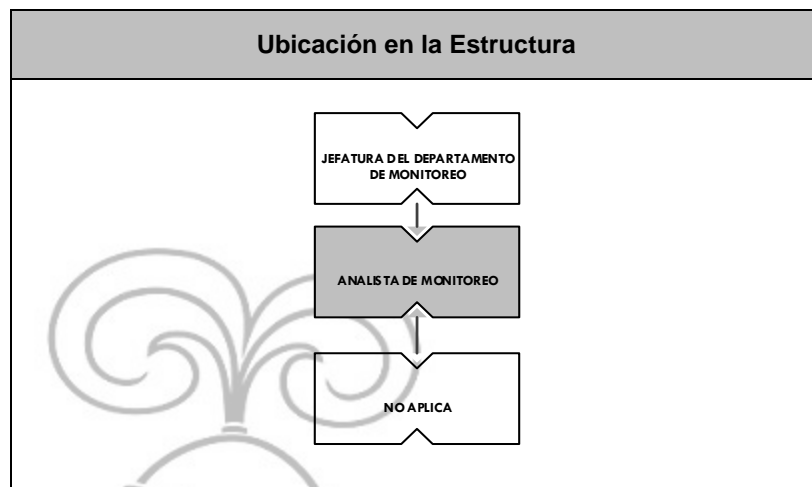 Ubicación en la Estructura
JEFATURA DEL DEPARTAMENTO
DE MONITOREO
ANALISTA DE MONITOREO
NO APLICA